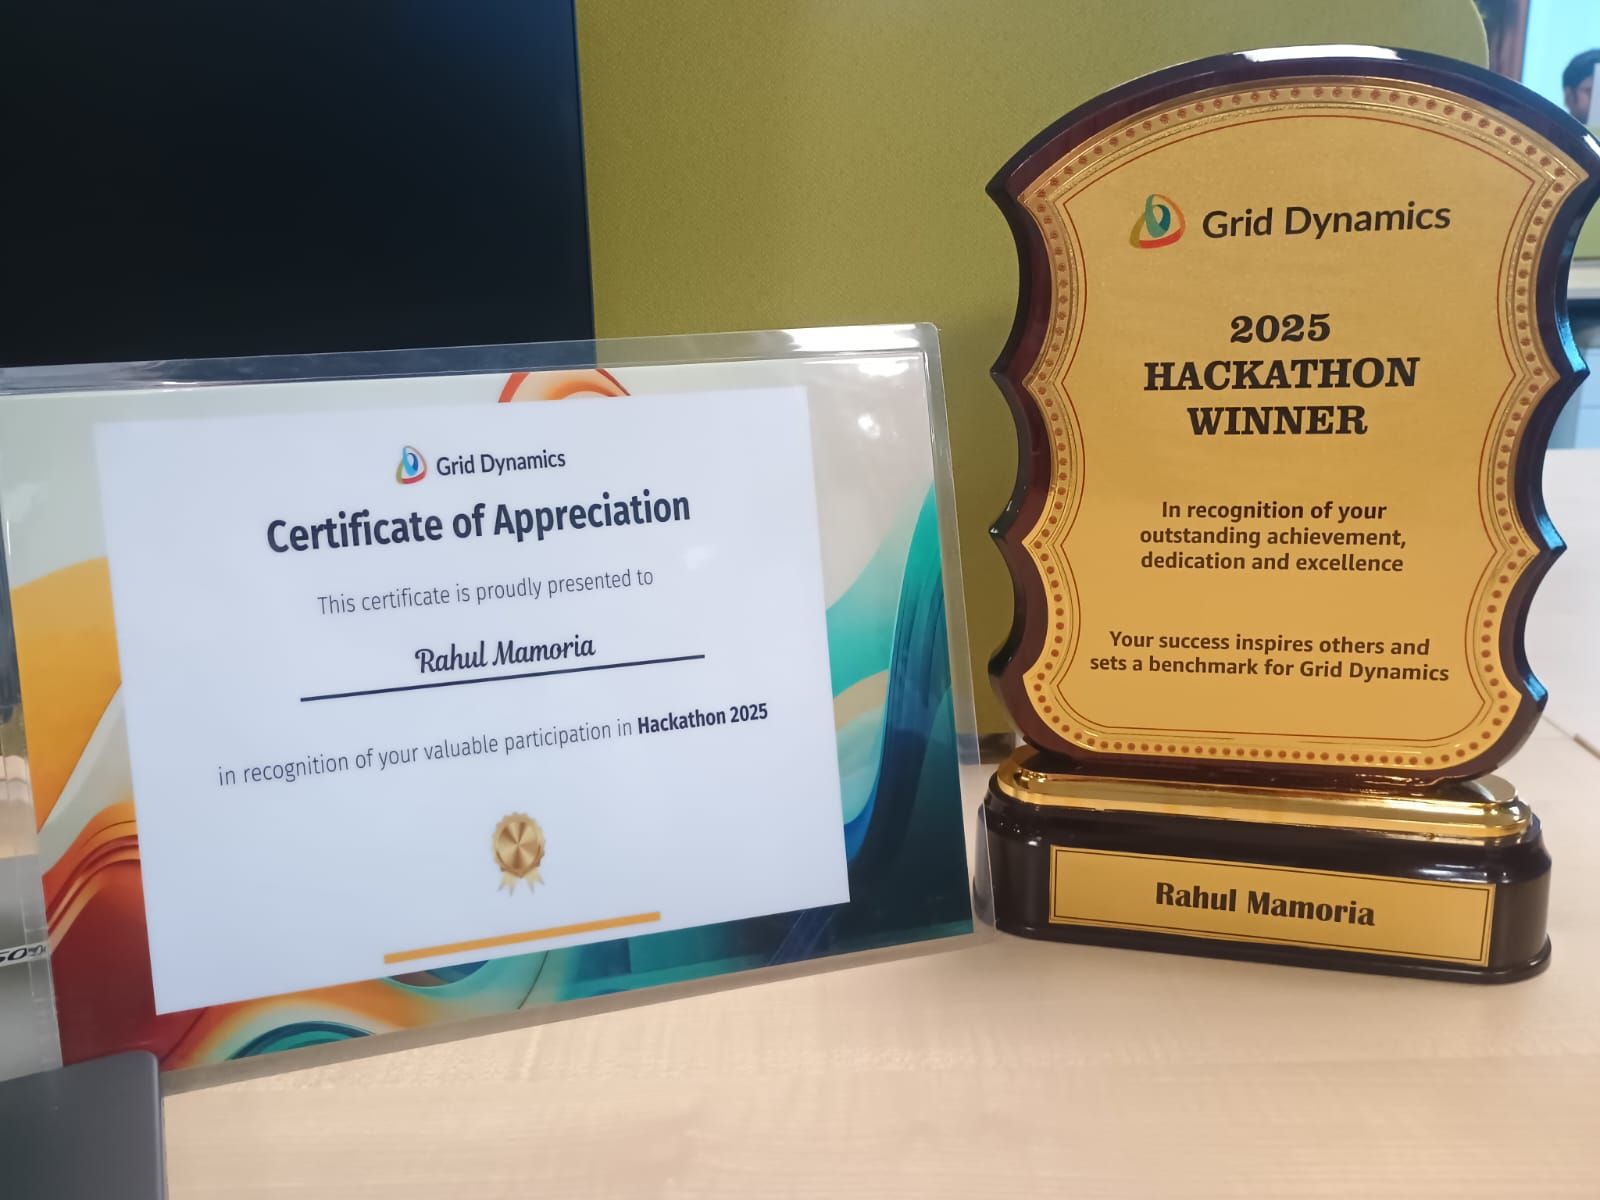 Grid Dynamics
Certificate of Appreciation
This certificate is proudly presented to
Rahul Mamoria
in recognition of your valuable participation in Hackathon 2025
Grid Dynamics
2025
HACKATHON
WINNER
In recognition of your
outstanding achievement,
dedication and excellence
Your success inspires others and
sets a benchmark for Grid Dynamics
Rahul Mamoria